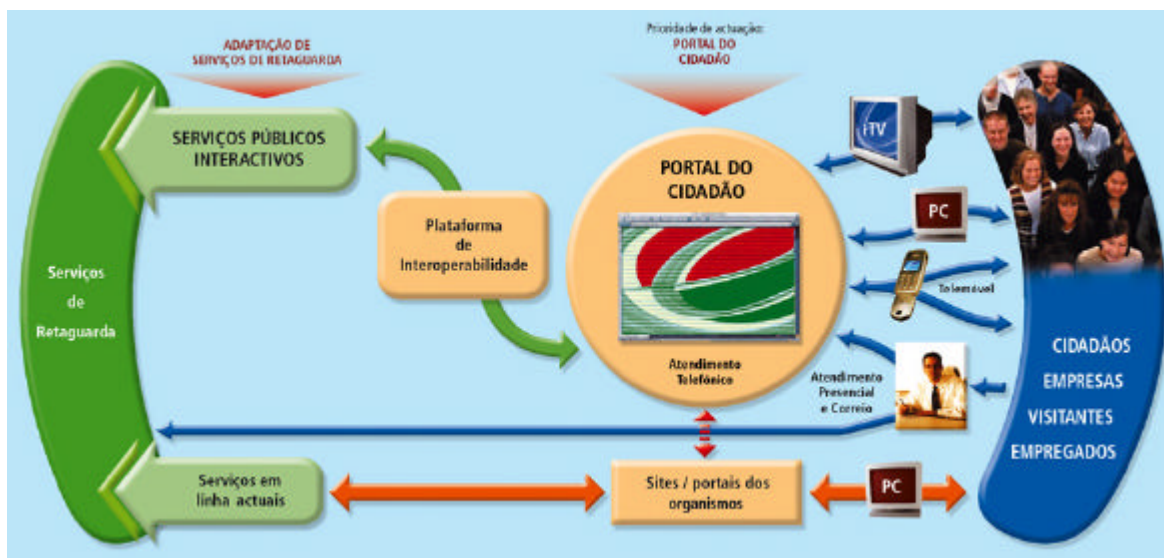 ADAPTAÇÃO DE
SERVIÇOS DE RETAGUARDA
Prioridade de actuação:
PORTAL DO
CIDADÃO
SERVIÇOS PÚBLICOS
INTERACTIVOS
Plataforma
de
Interoperabilidade
PORTAL DO
CIDADÃO
Atendimento
Telefónico
iTV
PC
Telemóvel
Atendimento
Presencial
e Correio
Serviços
de
Retaguarda
CIDADÃOS
EMPRESAS
VISITANTES
EMPREGADOS
Serviços em
linha actuais
Sites / portais dos
organismos
PC